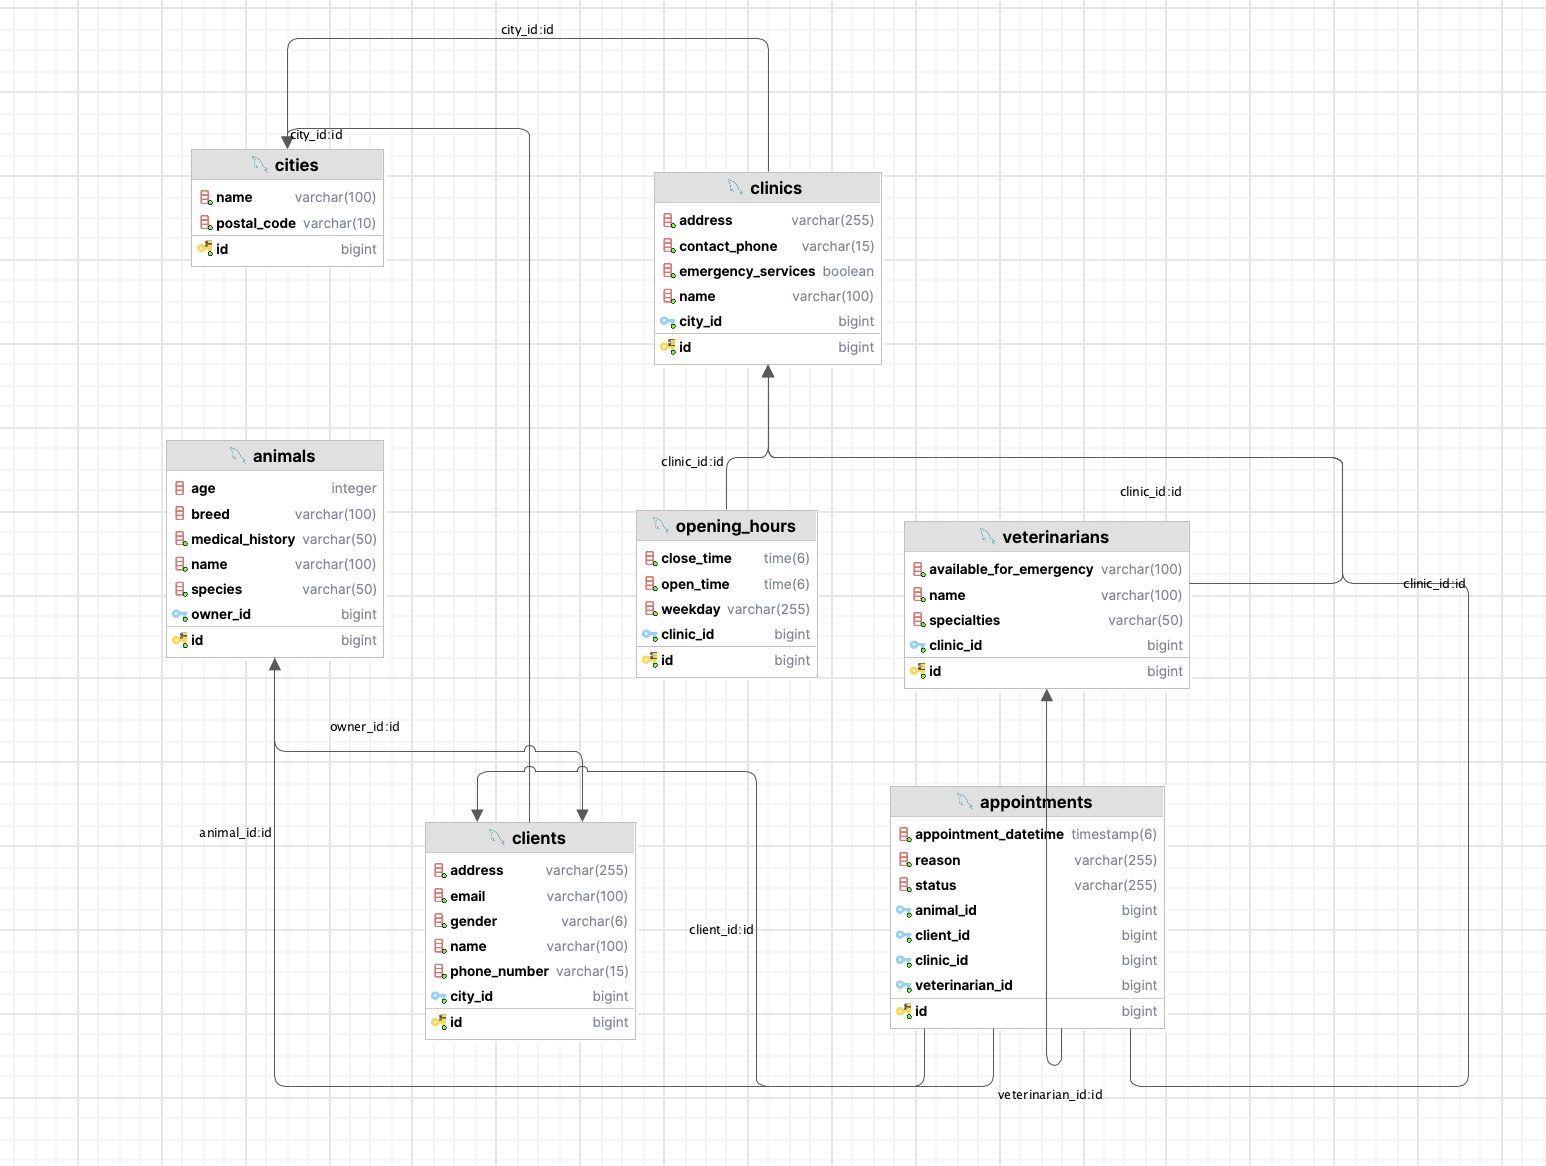 city_id:id
city_id:id
cities
name varchar(100)
postal_code varchar(10)
id bigint
clinics
address varchar(255)
contact_phone varchar(15)
emergency_services boolean
name varchar(100)
city_id bigint
id bigint
animals
age integer
breed varchar(100)
medical_history varchar(50)
name varchar(100)
species varchar(50)
owner_id bigint
id bigint
clinic_id:id
clinic_id:id
opening_hours
close_time time(6)
open_time time(6)
weekday varchar(255)
clinic_id bigint
id bigint
veterinarians
available_for_emergency varchar(100)
name varchar(100)
specialties varchar(50)
clinic_id bigint
id bigint
clinic_id:id
owner_id:id
animal_id:id
clients
address varchar(255)
email varchar(100)
gender varchar(6)
name varchar(100)
phone_number varchar(15)
city_id bigint
id bigint
client_id:id
appointments
appointment_datetime timestamp(6)
reason varchar(255)
status varchar(255)
animal_id bigint
client_id bigint
clinic_id bigint
veterinarian_id bigint
id bigint
veterinarian_id:id